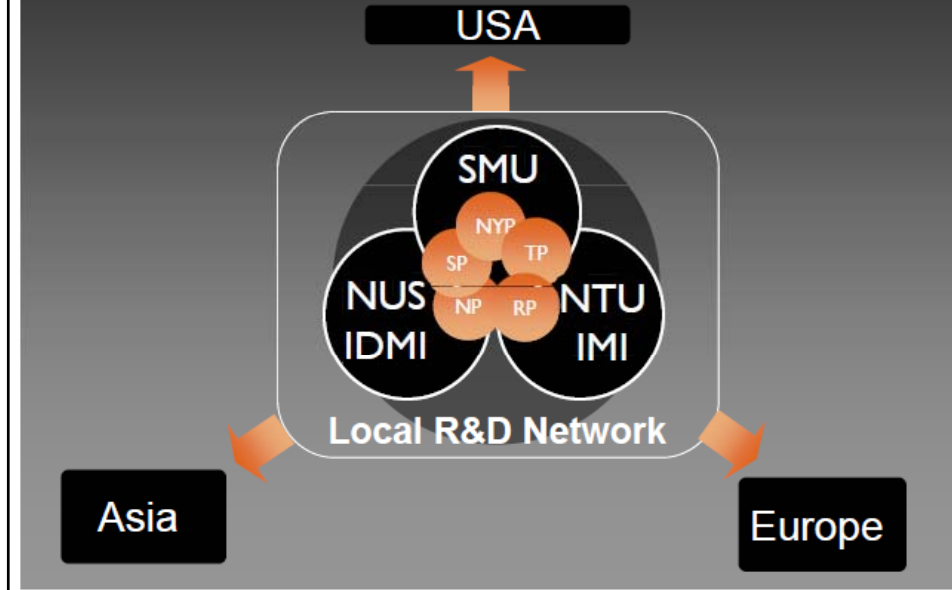 USA
SMU
NYP
TP
SP
NUS
IDMI
NP
RP
NTU
IMI
Local R&D Network
Asia
Europe